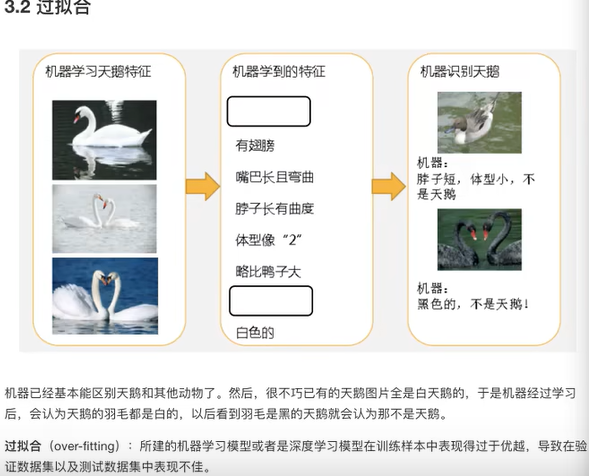 3.2 过拟合
机器学习天鹅特征
机器学到的特征
有翅膀
嘴巴长且弯曲
脖子长有曲度
体型像“2”
略比鸭子大
白色的
机器识别天鹅
机器：
脖子短，体型小，不
是天鹅
机器：
黑色的，不是天鹅！
机器已经基本能区别天鹅和其他动物了。然后，很不巧已有的天鹅图片全是白天鹅的，于是机器经过学习
后，会认为天鹅的羽毛都是白的，以后看到羽毛是黑的天鹅就会认为那不是天鹅。
过拟合（over-fitting）：所建的机器学习模型或者是深度学习模型在训练样本中表现得过于优越，导致在验
证数据集以及测试数据集中表现不佳。